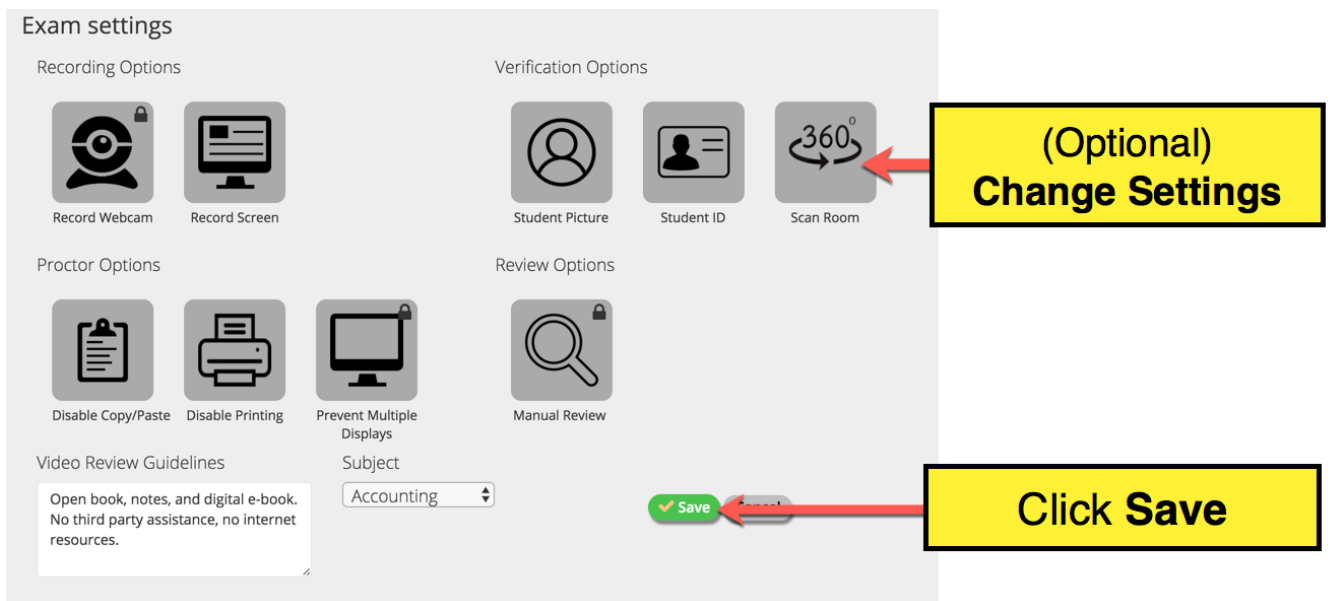 Exam settings
Recording Options
Verification Options
360°
Record Webcam
Record Screen
Student Picture
Student ID
Scan Room
(Optional)
Change Settings
Proctor Options
Review Options
Disable Copy/Paste
Disable Printing
Prevent Multiple
Displays
Manual Review
Video Review Guidelines
Open book, notes, and digital e-book.
No third party assistance, no internet
resources.
Subject
Accounting
Save
Cancel
Click Save